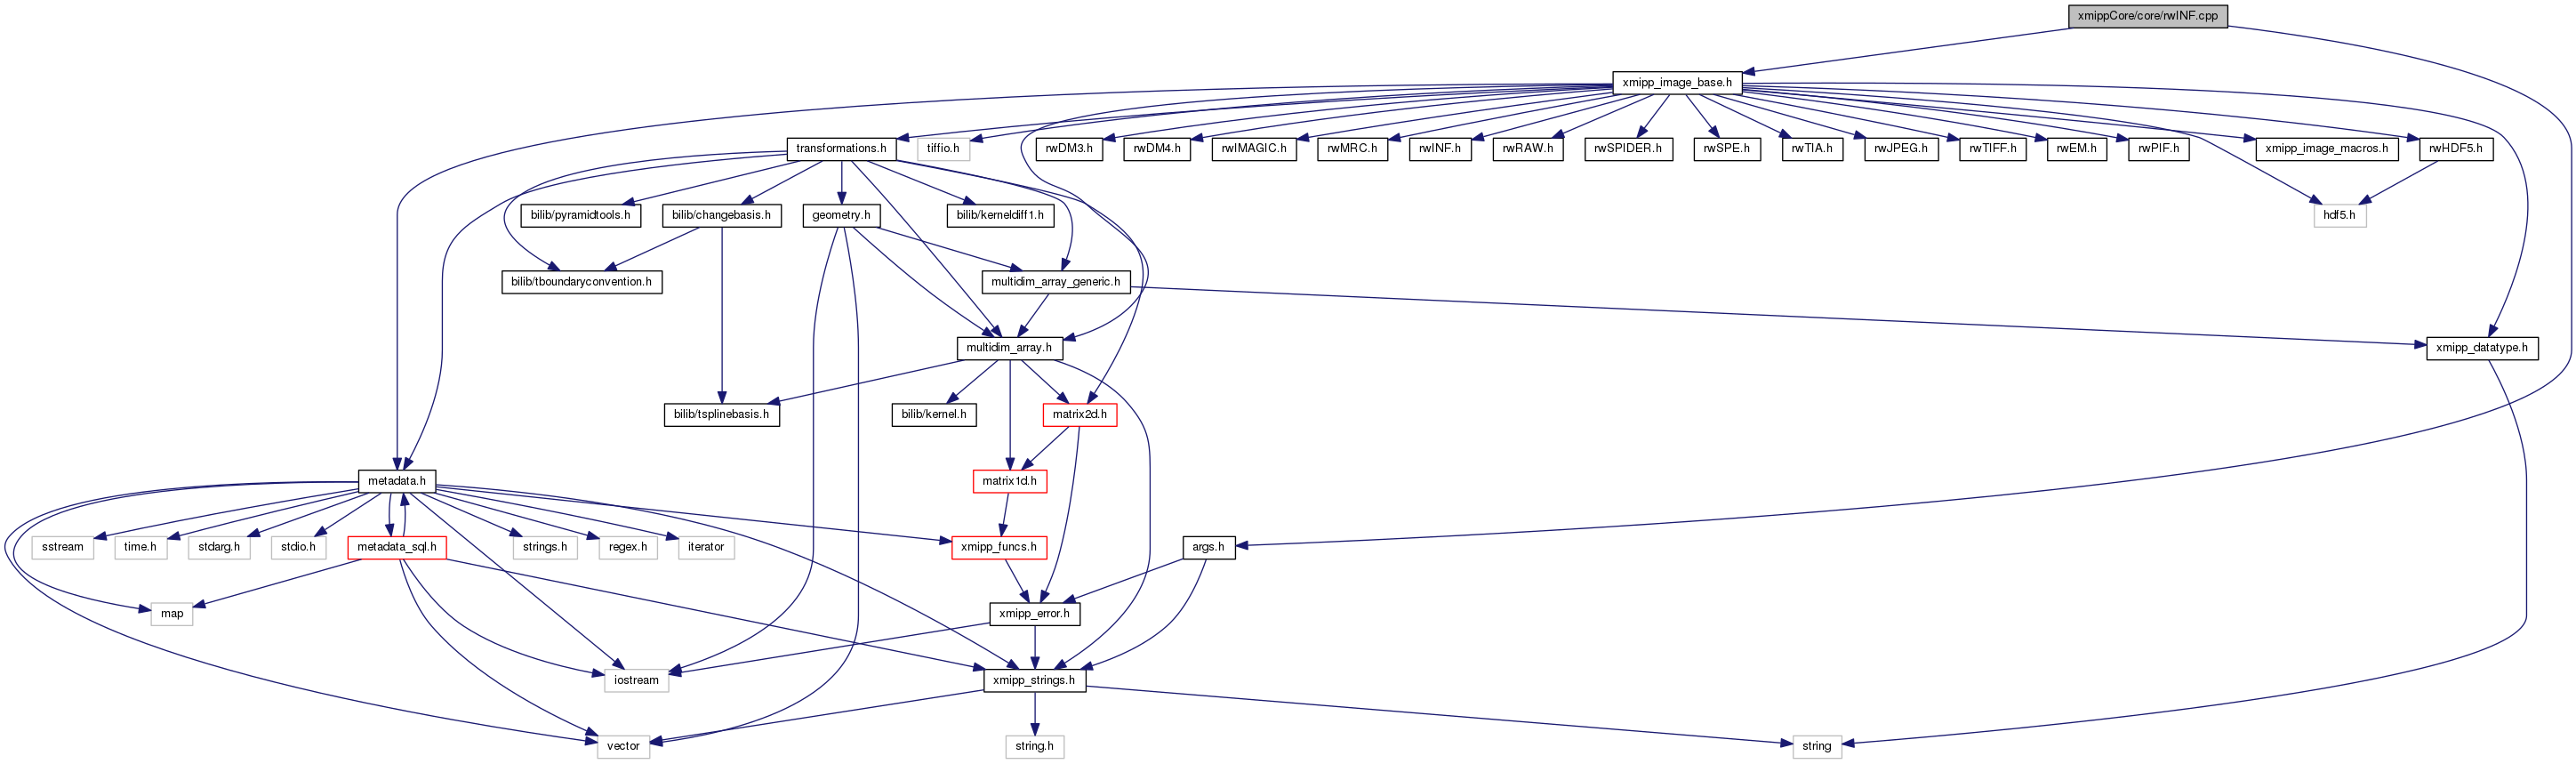 xmippCore/core/rwINF.cpp
xmipp_image_base.h
transformations.h
tiffio.h
rwDM3.h
rwDM4.h
rwIMAGIC.h
rwMRC.h
rwINF.h
rwRAW.h
rwSPIDER.h
rwSPE.h
rwTIA.h
rwJPEG.h
rwTIFF.h
rwEM.h
rwPIF.h
xmipp_image_macros.h
rwHDF5.h
bilib/pyramidtools.h
bilib/changebasis.h
geometry.h
bilib/kerneldiff1.h
hdf5.h
bilib/tboundaryconvention.h
multidim_array_generic.h
multidim_array.h
xmipp_datatype.h
bilib/tsplinebasis.h
bilib/kernel.h
matrix2d.h
metadata.h
matrix1d.h
sstream
time.h
stdarg.h
stdio.h
metadata_sql.h
strings.h
regex.h
iterator
xmipp_funcs.h
args.h
map
xmipp_error.h
iostream
xmipp_strings.h
vector
string.h
string